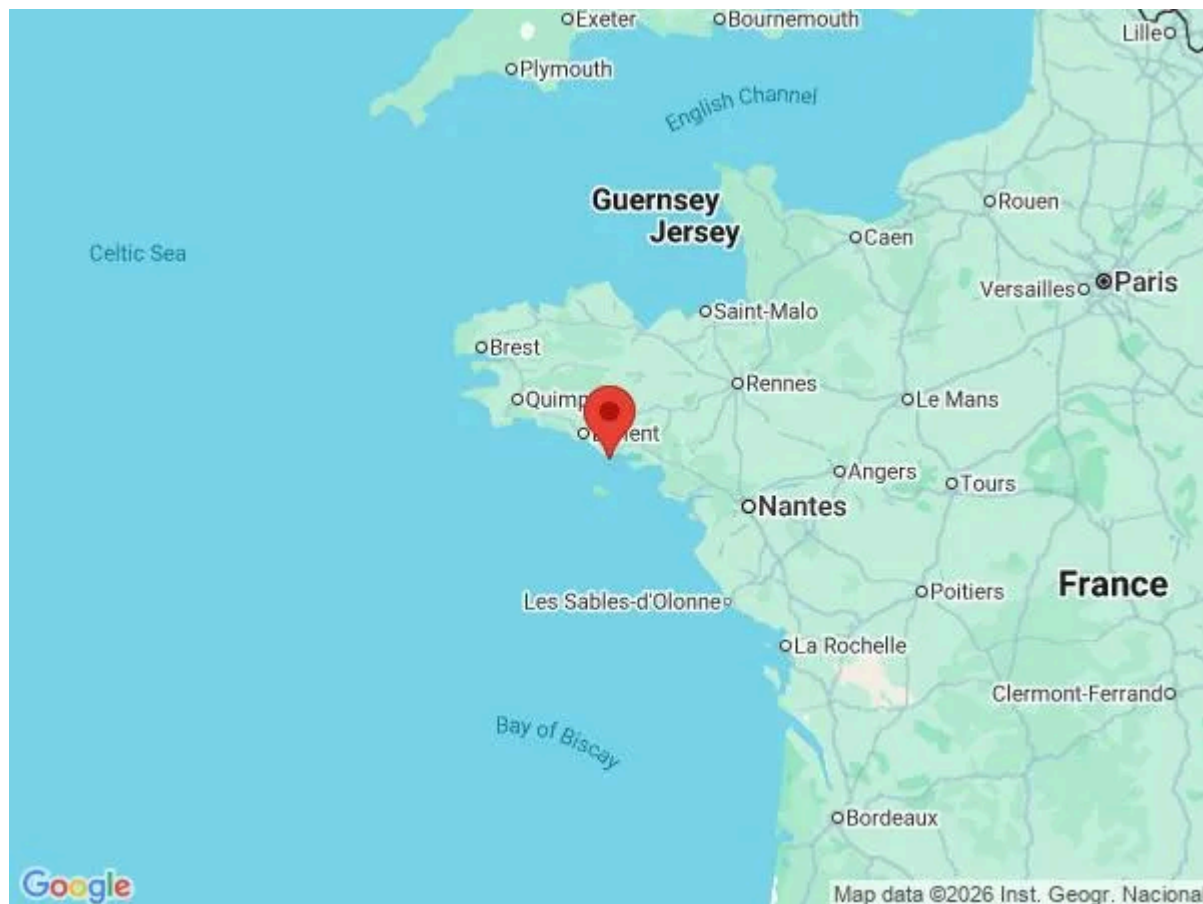 Exeter
Bournemouth
Lille
Plymouth
English Channel
Guernsey
Jersey
Rouen
Caen
Celtic Sea
Paris
Versailles
Saint-Malo
Brest
Rennes
Le Mans
Angers
Tours
Nantes
France
Poitiers
Les Sables-d'Olonne
La Rochelle
Clermont-Ferrand
Bay of Biscay
Bordeaux
Google
Map data ©2026 Inst. Geogr. Nacional